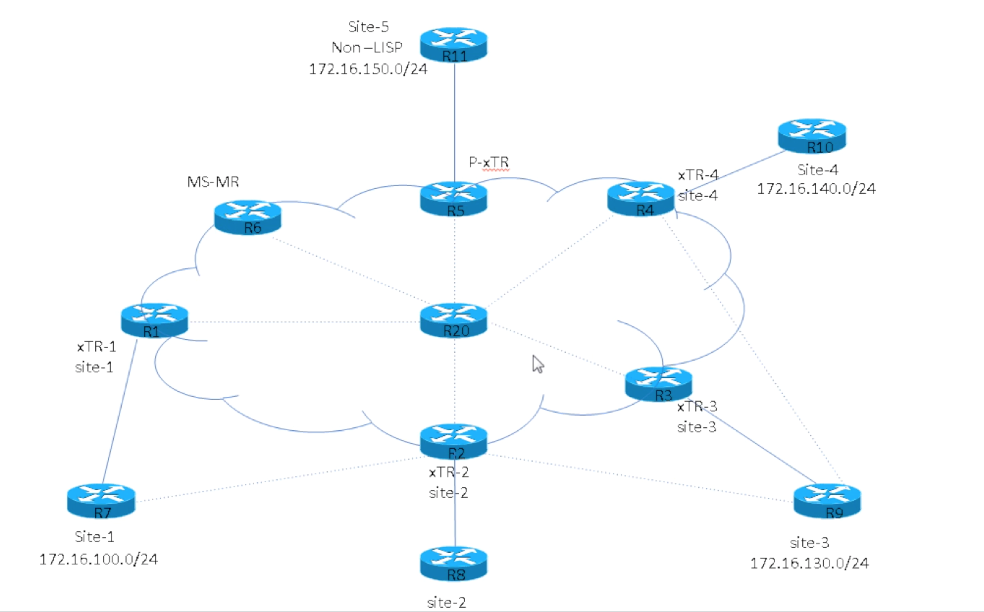 Site-5
Non –LISP
172.16.150.0/24
R11
R10
Site-4
172.16.140.0/24
P-xTR
xTR-4
site-4
MS-MR
R5
R4
R6
R1
R20
xTR-1
site-1
R3
xTR-3
site-3
R2
xTR-2
site-2
R7
Site-1
172.16.100.0/24
R9
site-3
172.16.130.0/24
R8
site-2